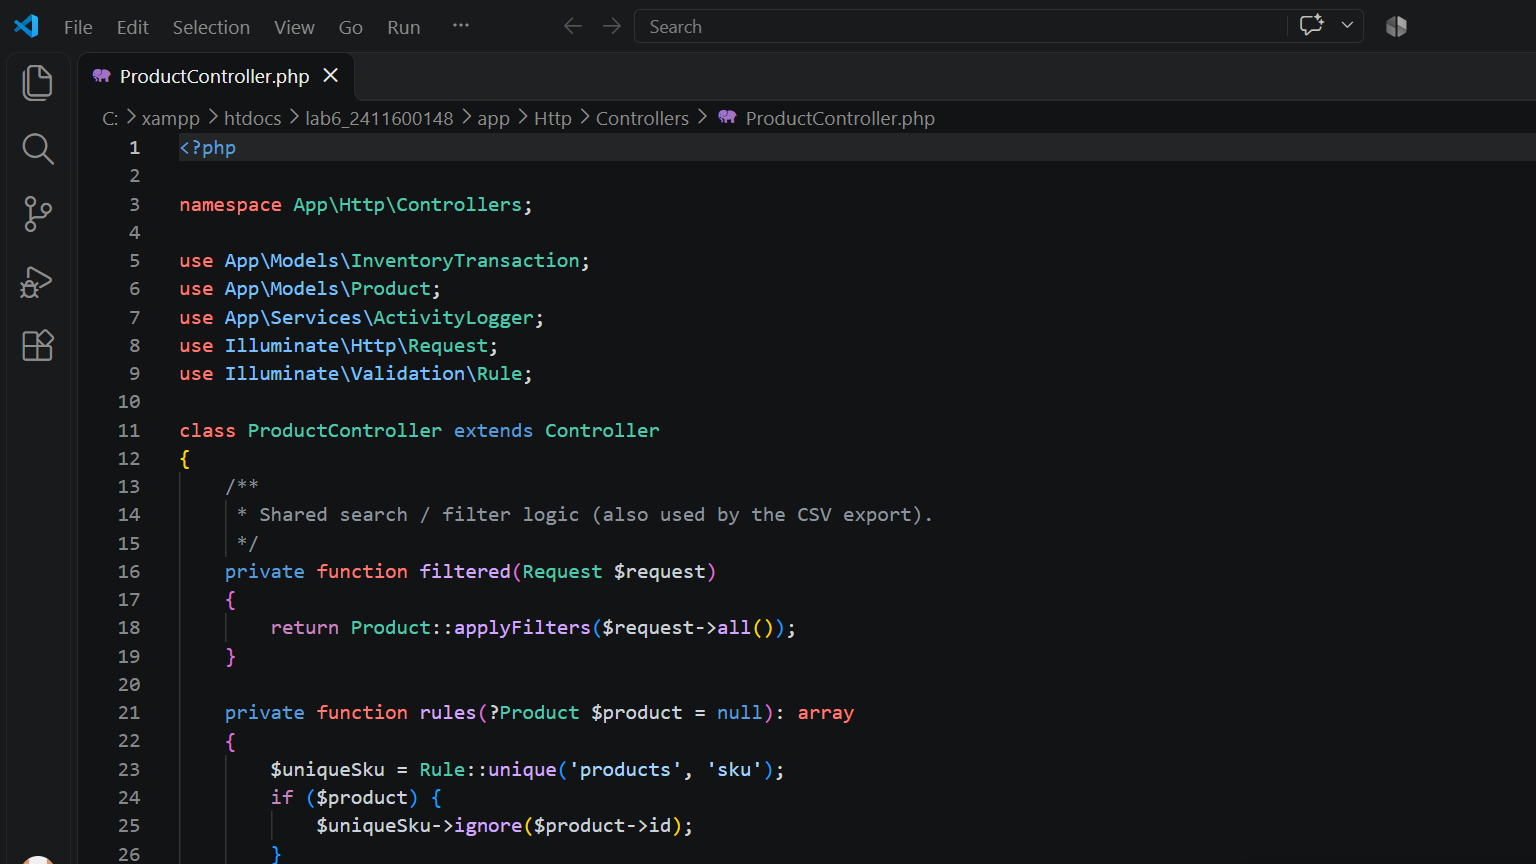 File Edit Selection View Go Run ··· Search
ProductController.php
C: > xampp > htdocs > lab6_2411600148 > app > Http > Controllers > ProductController.php
1 <?php
2
3 namespace App\Http\Controllers;
4
5 use App\Models\InventoryTransaction;
6 use App\Models\Product;
7 use App\Services\ActivityLogger;
8 use Illuminate\Http\Request;
9 use Illuminate\Validation\Rule;
10
11 class ProductController extends Controller
12 {
13     /**
14      * Shared search / filter logic (also used by the CSV export).
15      */
16     private function filtered(Request $request)
17     {
18         return Product::applyFilters($request->all());
19     }
20
21     private function rules(?Product $product = null): array
22     {
23         $uniqueSku = Rule::unique('products', 'sku');
24         if ($product) {
25             $uniqueSku->ignore($product->id);
26         }